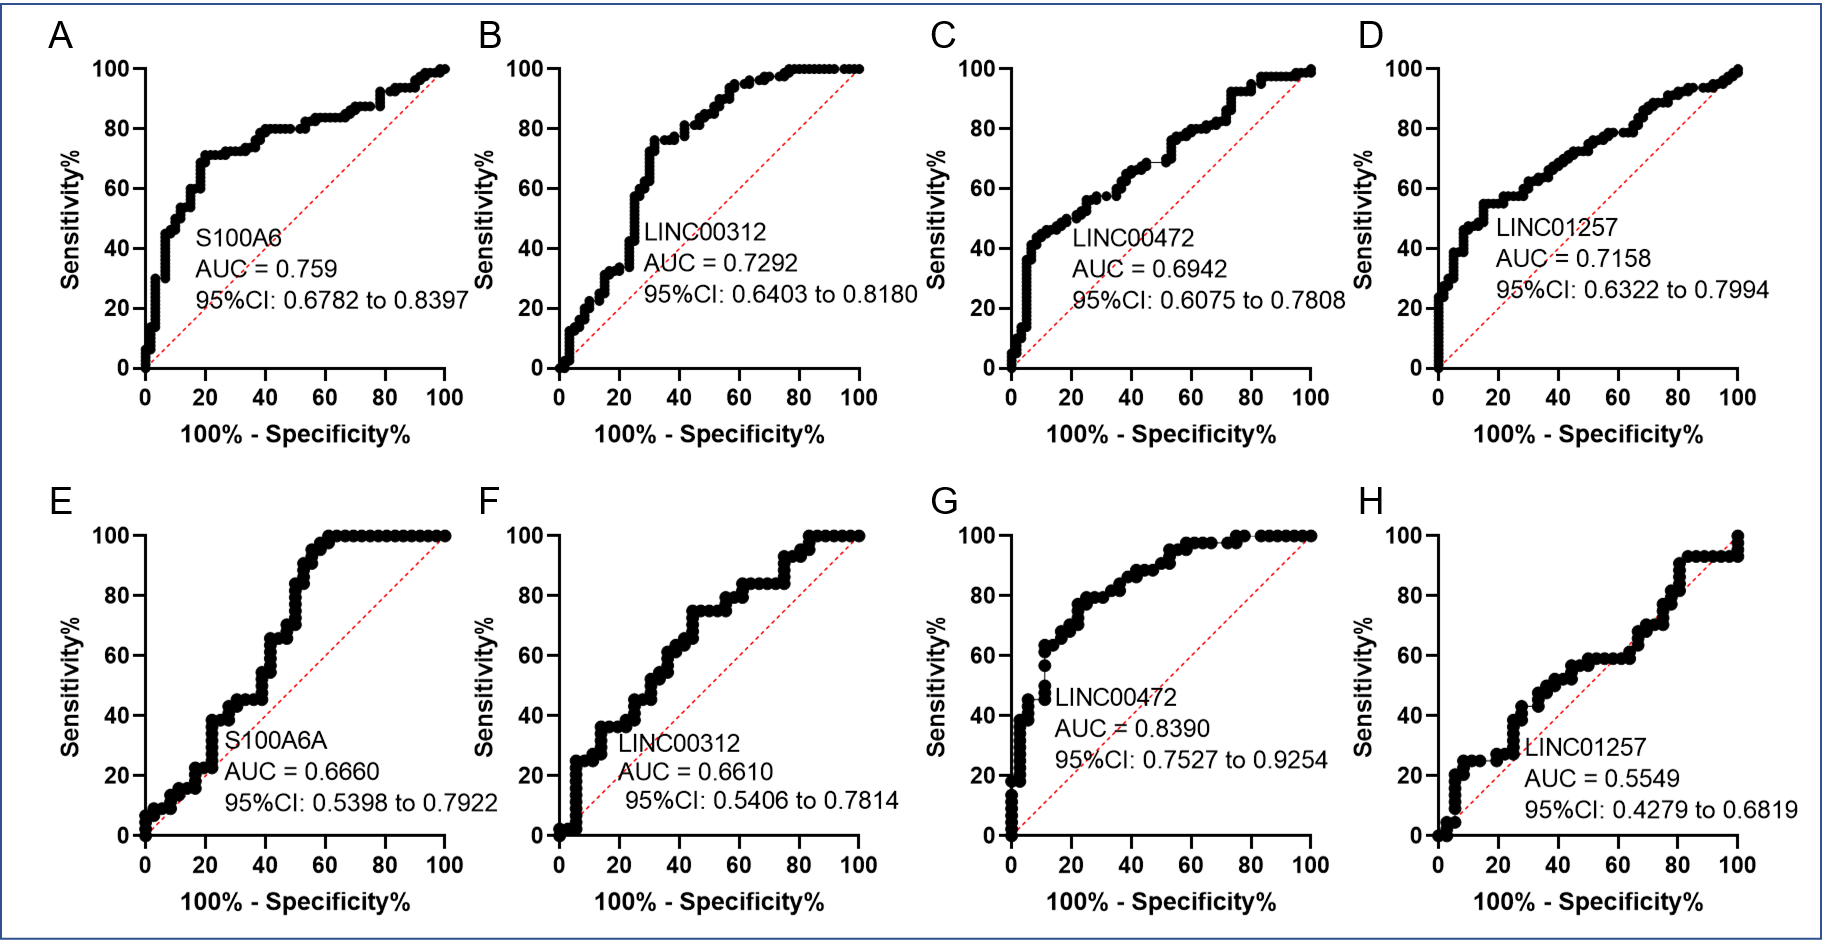 A
100
80
60
40
20
0
Sensitivity%
S100A6
AUC = 0.759
95%CI: 0.6782 to 0.8397
0 20 40 60 80 100
100% - Specificity%
B
100
80
60
40
20
0
Sensitivity%
LINC00312
AUC = 0.7292
95%CI: 0.6403 to 0.8180
0 20 40 60 80 100
100% - Specificity%
C
100
80
60
40
20
0
Sensitivity%
LINC00472
AUC = 0.6942
95%CI: 0.6075 to 0.7808
0 20 40 60 80 100
100% - Specificity%
D
100
80
60
40
20
0
Sensitivity%
LINC01257
AUC = 0.7158
95%CI: 0.6322 to 0.7994
0 20 40 60 80 100
100% - Specificity%
E
100
80
60
40
20
0
Sensitivity%
S100A6A
AUC = 0.6660
95%CI: 0.5398 to 0.7922
0 20 40 60 80 100
100% - Specificity%
F
100
80
60
40
20
0
Sensitivity%
LINC00312
AUC = 0.6610
95%CI: 0.5406 to 0.7814
0 20 40 60 80 100
100% - Specificity%
G
100
80
60
40
20
0
Sensitivity%
LINC00472
AUC = 0.8390
95%CI: 0.7527 to 0.9254
0 20 40 60 80 100
100% - Specificity%
H
100
80
60
40
20
0
Sensitivity%
LINC01257
AUC = 0.5549
95%CI: 0.4279 to 0.6819
0 20 40 60 80 100
100% - Specificity%